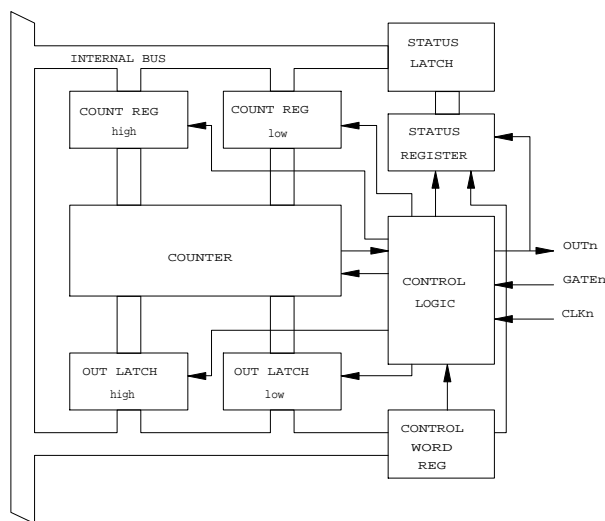 STATUS
LATCH
INTERNAL BUS
COUNT REG
high
COUNT REG
low
STATUS
REGISTER
COUNTER
CONTROL
LOGIC
OUTn
GATEn
CLKn
OUT LATCH
high
OUT LATCH
low
CONTROL
WORD
REG